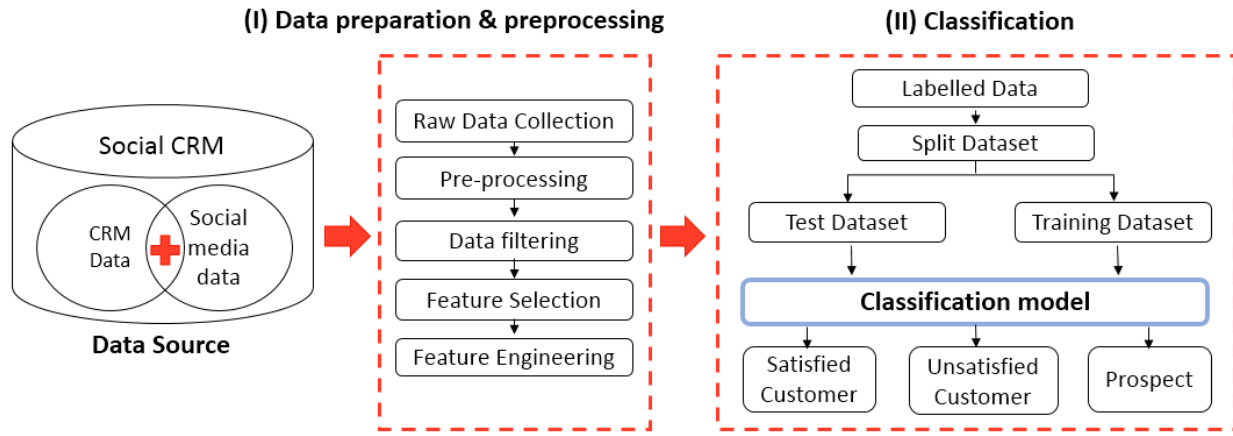 (I) Data preparation & preprocessing
(II) Classification
Social CRM
CRM
Data
Social
media
data
Data Source
Raw Data Collection
Pre-processing
Data filtering
Feature Selection
Feature Engineering
Labelled Data
Split Dataset
Test Dataset
Training Dataset
Classification model
Satisfied
Customer
Unsatisfied
Customer
Prospect